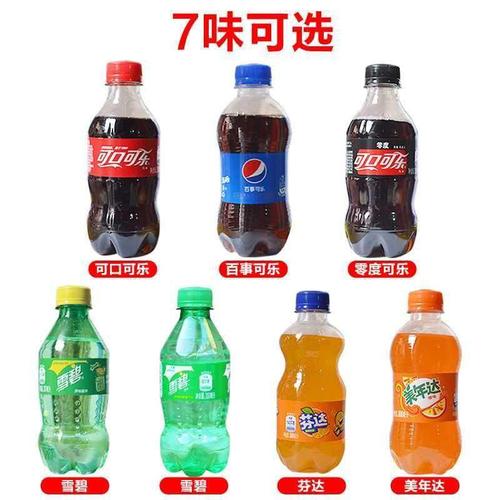 7味可选
可口可乐
百事可乐
零度
可口可乐
可口可乐
百事可乐
零度可乐
雪碧
雪碧
芬达
美年达
雪碧
雪碧
芬达
美年达